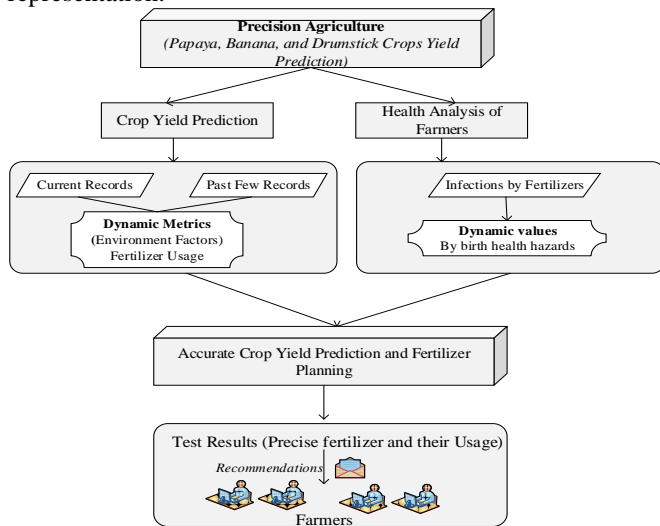 representation.
Precision Agriculture
(Papaya, Banana, and Drumstick Crops Yield
Prediction)
Crop Yield Prediction
Health Analysis of
Farmers
Current Records
Past Few Records
Dynamic Metrics
(Environment Factors)
Fertilizer Usage
Infections by Fertilizers
Dynamic values
By birth health hazards
Accurate Crop Yield Prediction and Fertilizer
Planning
Test Results (Precise fertilizer and their Usage)
Recommendations
Farmers